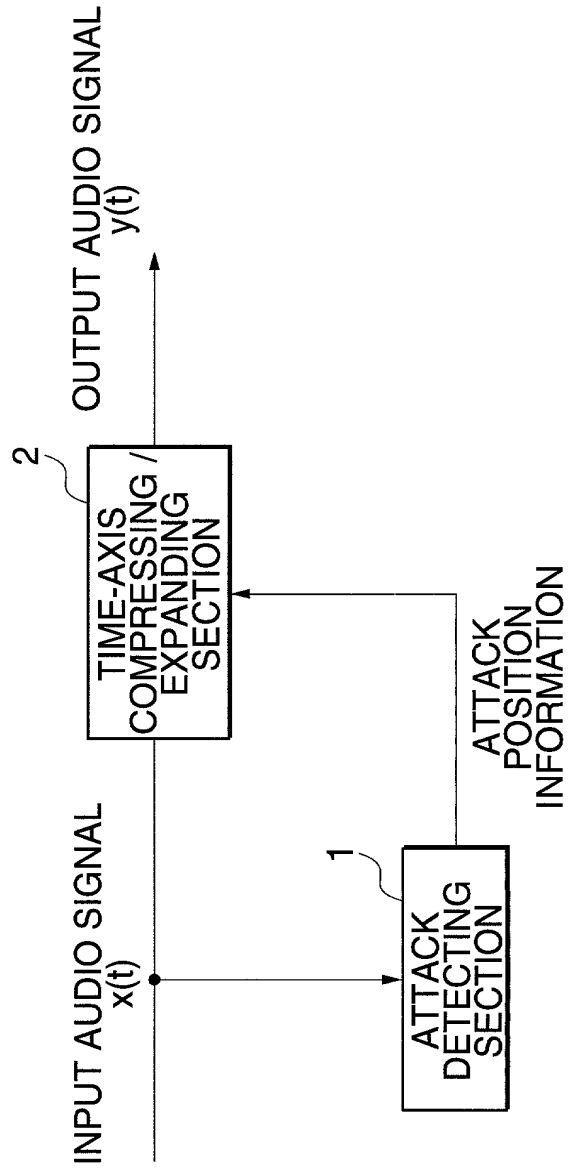 INPUT AUDIO SIGNAL
x(t)
2
TIME-AXIS
COMPRESSING /
EXPANDING
SECTION
OUTPUT AUDIO SIGNAL
y(t)
1
ATTACK
DETECTING
SECTION
ATTACK
POSITION
INFORMATION